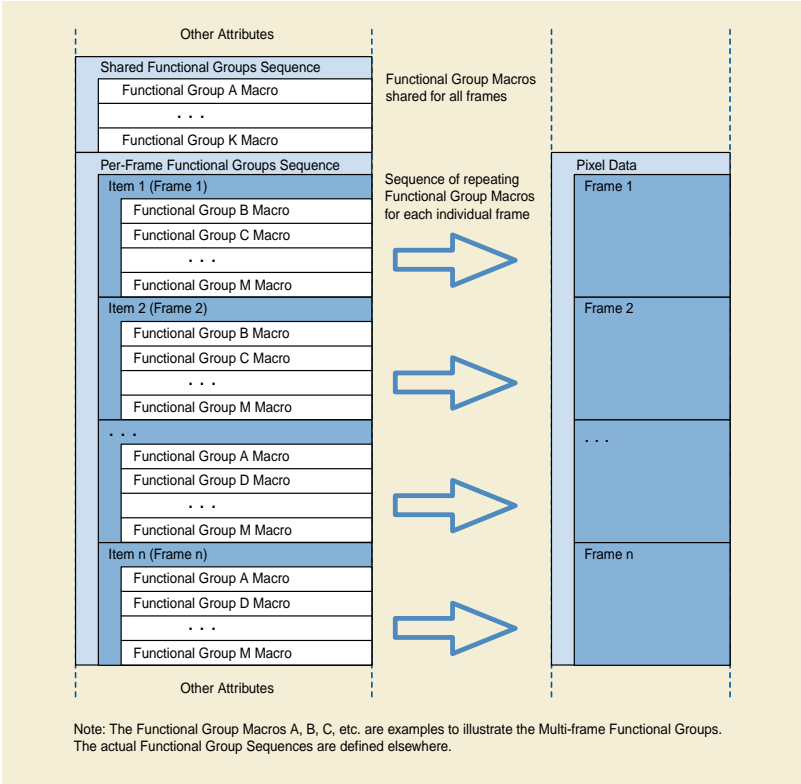 Other Attributes
Shared Functional Groups Sequence
Functional Group A Macro
. . .
Functional Group K Macro
Functional Group Macros
shared for all frames
Per-Frame Functional Groups Sequence
Item 1 (Frame 1)
Functional Group B Macro
Functional Group C Macro
. . .
Functional Group M Macro
Item 2 (Frame 2)
Functional Group B Macro
Functional Group C Macro
. . .
Functional Group M Macro
. . .
Functional Group A Macro
Functional Group D Macro
. . .
Functional Group M Macro
Item n (Frame n)
Functional Group A Macro
Functional Group D Macro
. . .
Functional Group M Macro
Other Attributes
Sequence of repeating
Functional Group Macros
for each individual frame
Pixel Data
Frame 1
Frame 2
. . .
Frame n
Note: The Functional Group Macros A, B, C, etc. are examples to illustrate the Multi-frame Functional Groups.
The actual Functional Group Sequences are defined elsewhere.